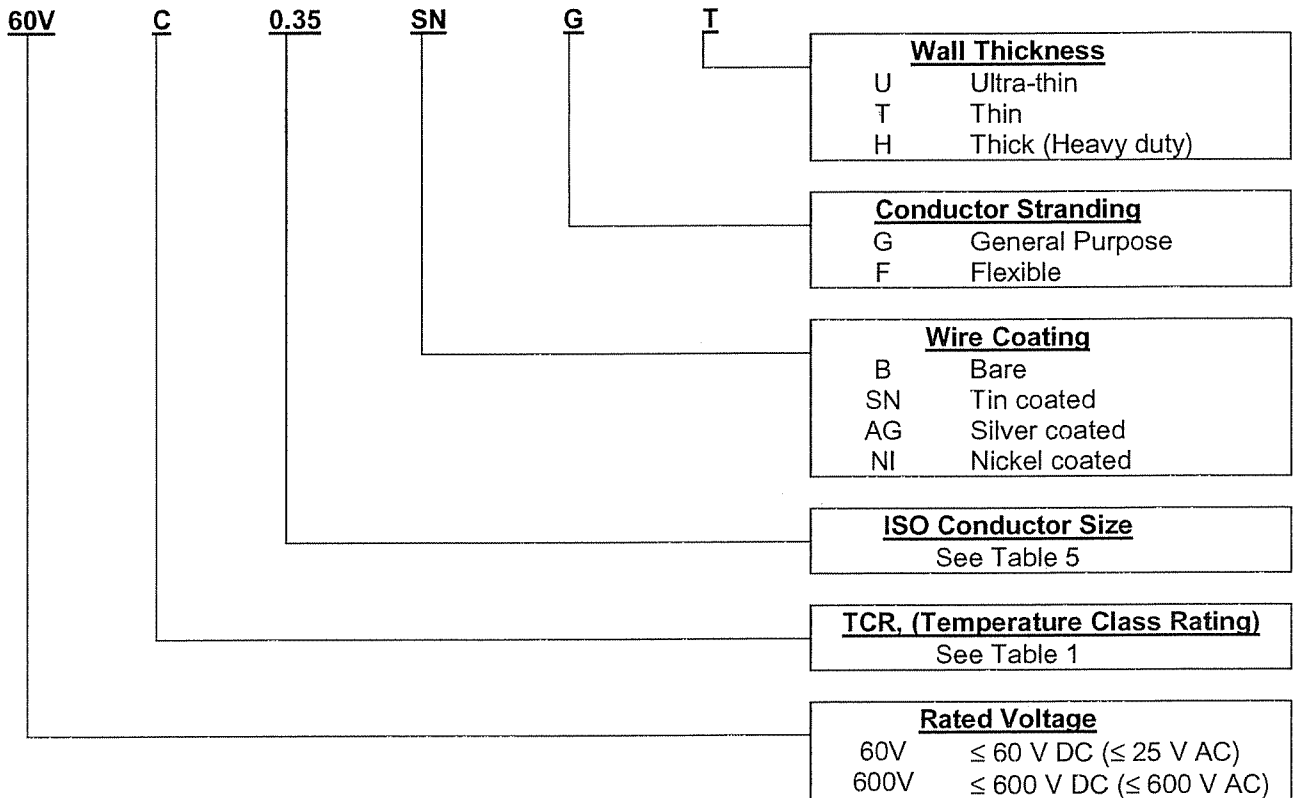 60V C 0.35 SN G T
Wall Thickness
U Ultra-thin
T Thin
H Thick (Heavy duty)
Conductor Stranding
G General Purpose
F Flexible
Wire Coating
B Bare
SN Tin coated
AG Silver coated
NI Nickel coated
ISO Conductor Size
See Table 5
TCR, (Temperature Class Rating)
See Table 1
Rated Voltage
60V ≤ 60 V DC (≤ 25 V AC)
600V ≤ 600 V DC (≤ 600 V AC)